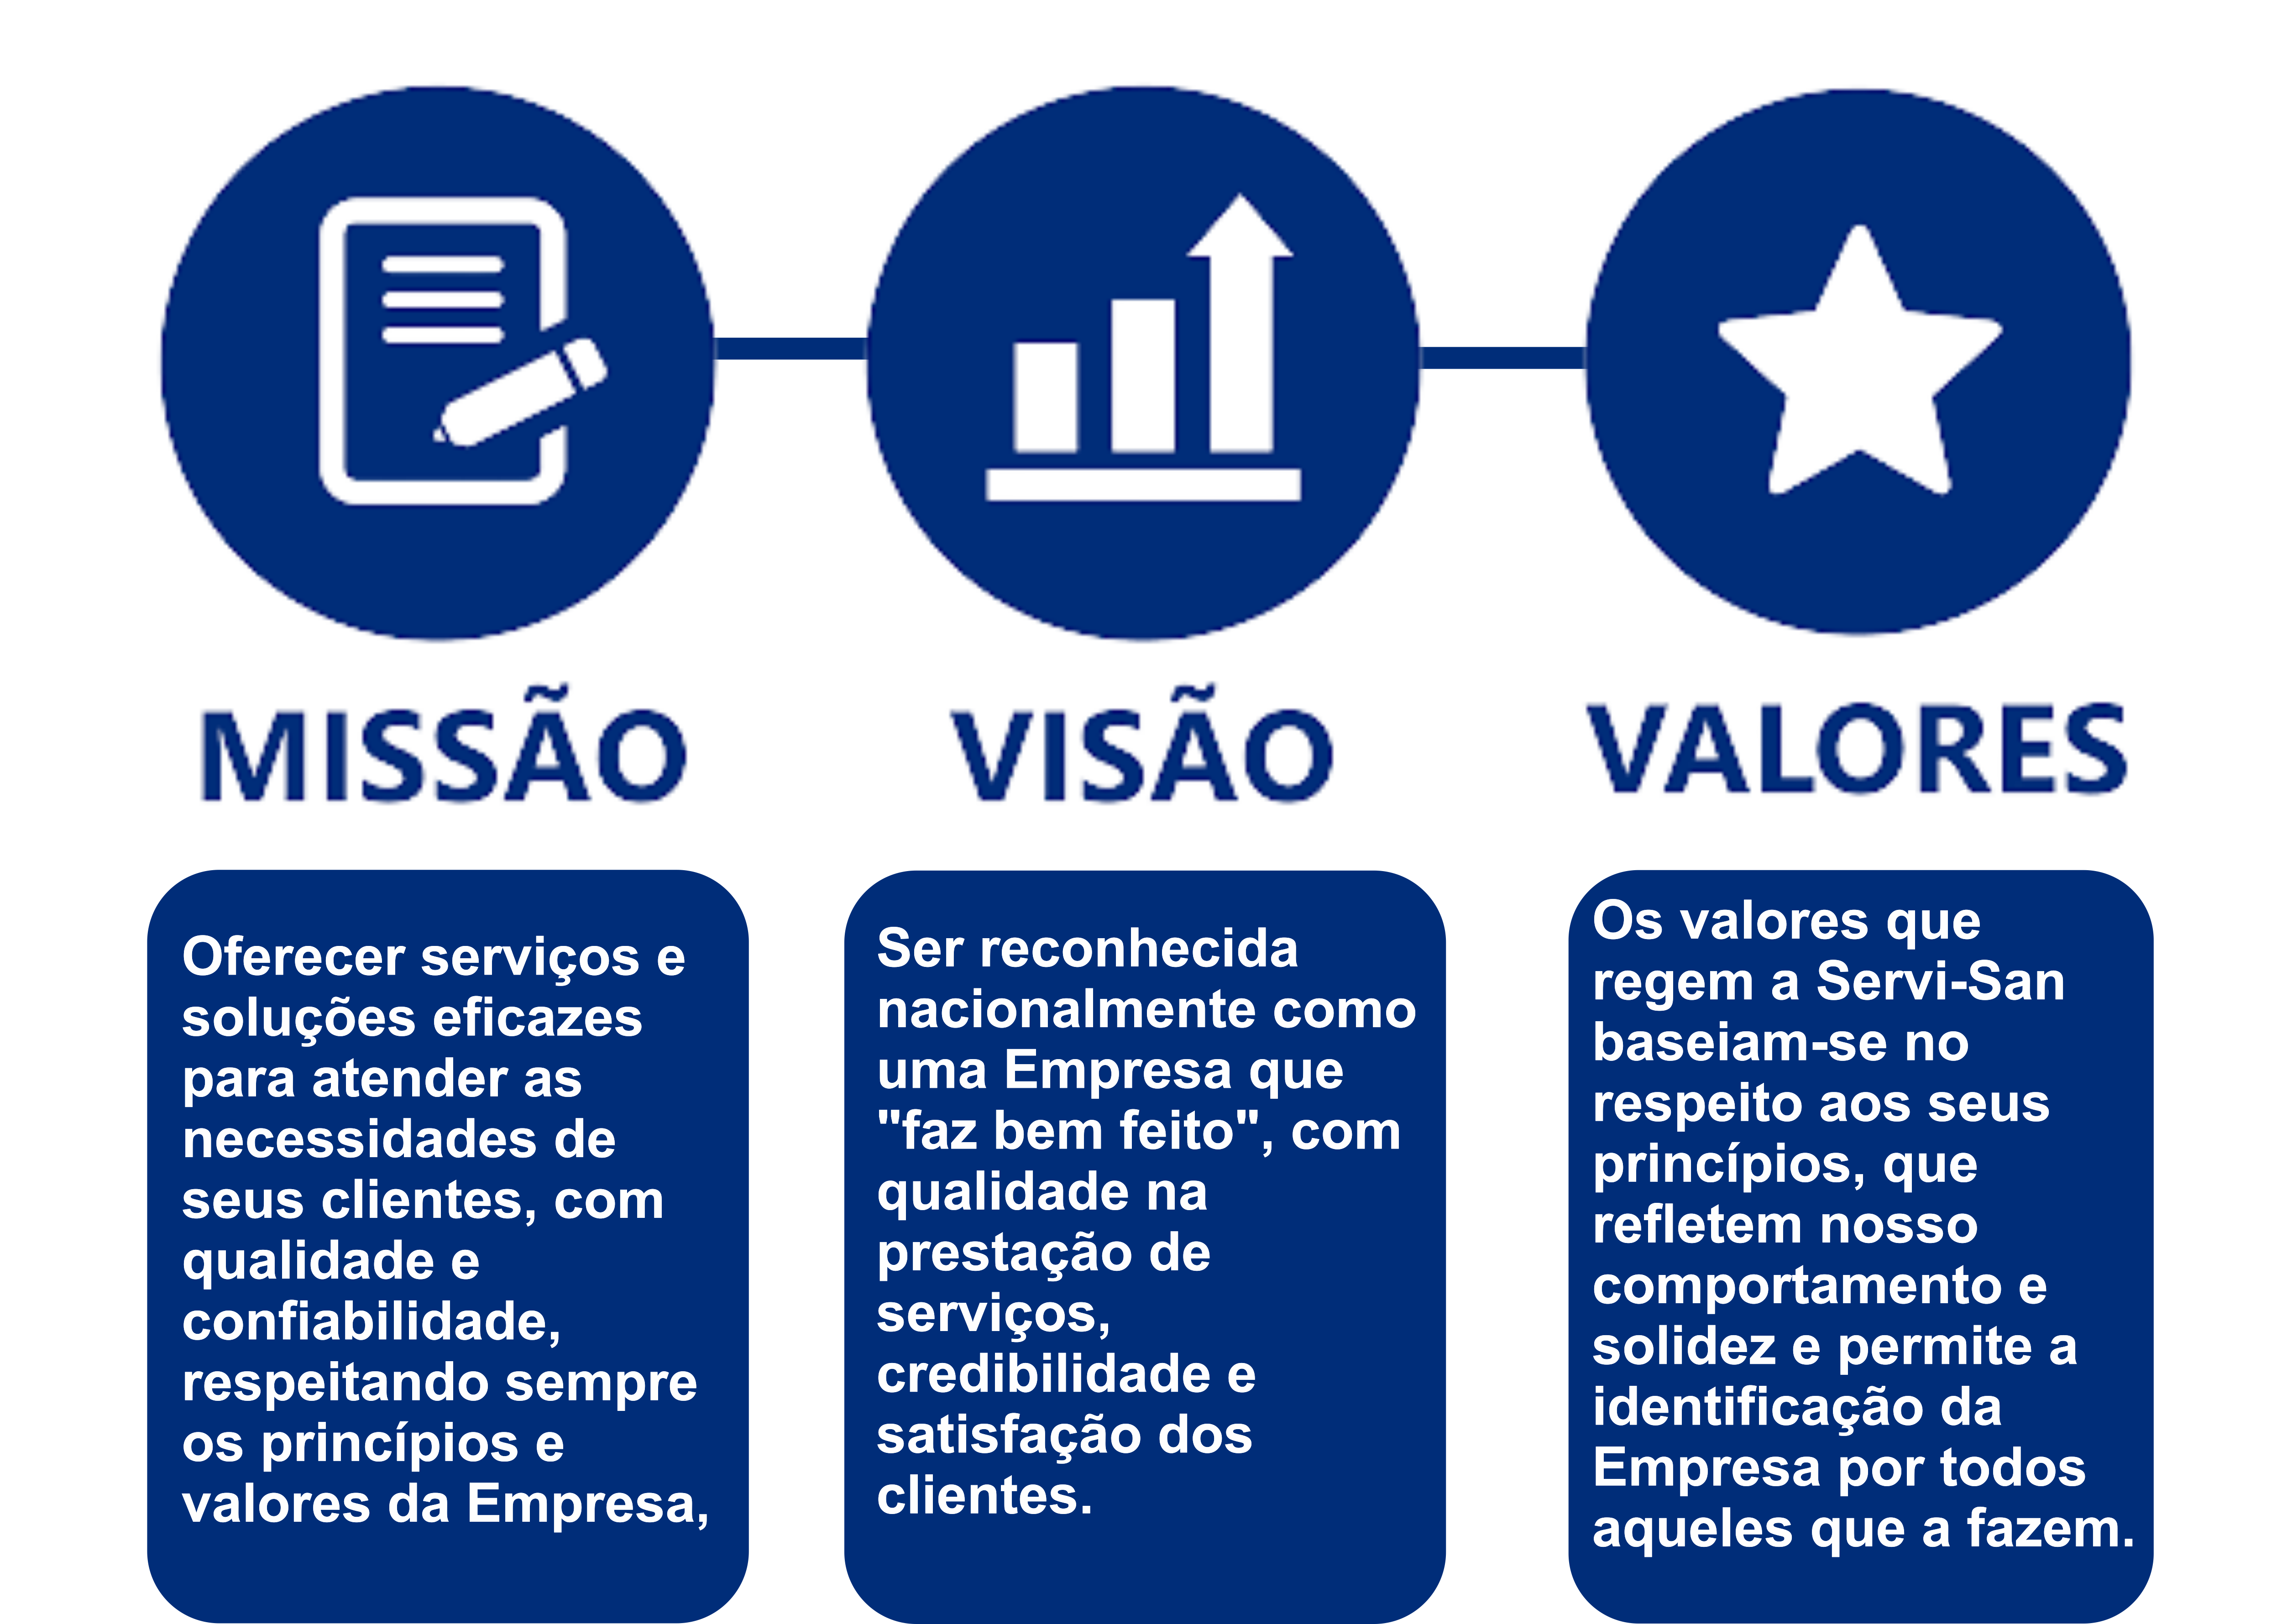 MISSÃO
VISÃO
VALORES
Oferecer serviços e
soluções eficazes
para atender as
necessidades de
seus clientes, com
qualidade e
confiabilidade,
respeitando sempre
os princípios e
valores da Empresa,
Ser reconhecida
nacionalmente como
uma Empresa que
"faz bem feito", com
qualidade na
prestação de
serviços,
credibilidade e
satisfação dos
clientes.
Os valores que
regem a Servi-San
baseiam-se no
respeito aos seus
princípios, que
refletem nosso
comportamento e
solidez e permite a
identificação da
Empresa por todos
aqueles que a fazem.